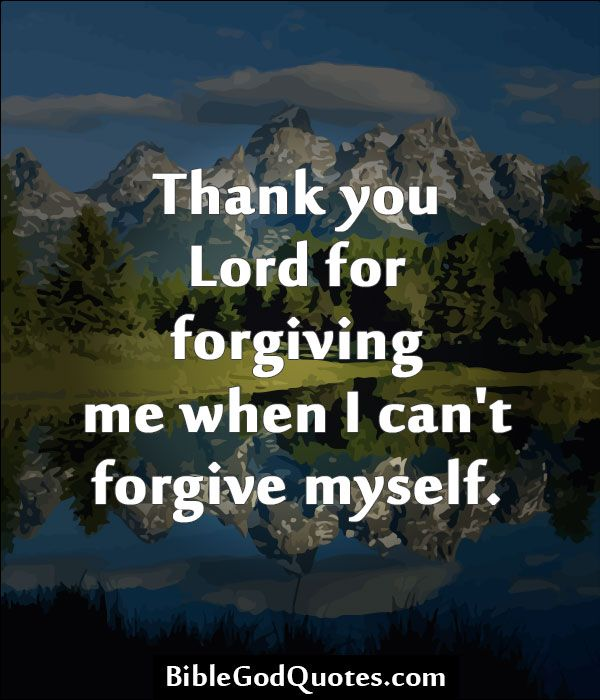 Thank you
Lord for
forgiving
me when I can't
forgive myself.
BibleGodQuotes.com